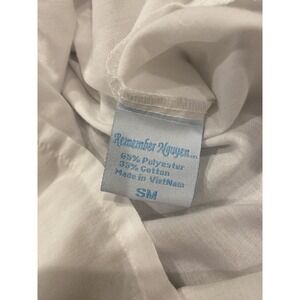 Remember Nguyen...
65% Polyester
35% Cotton
Made in VietNam
SM